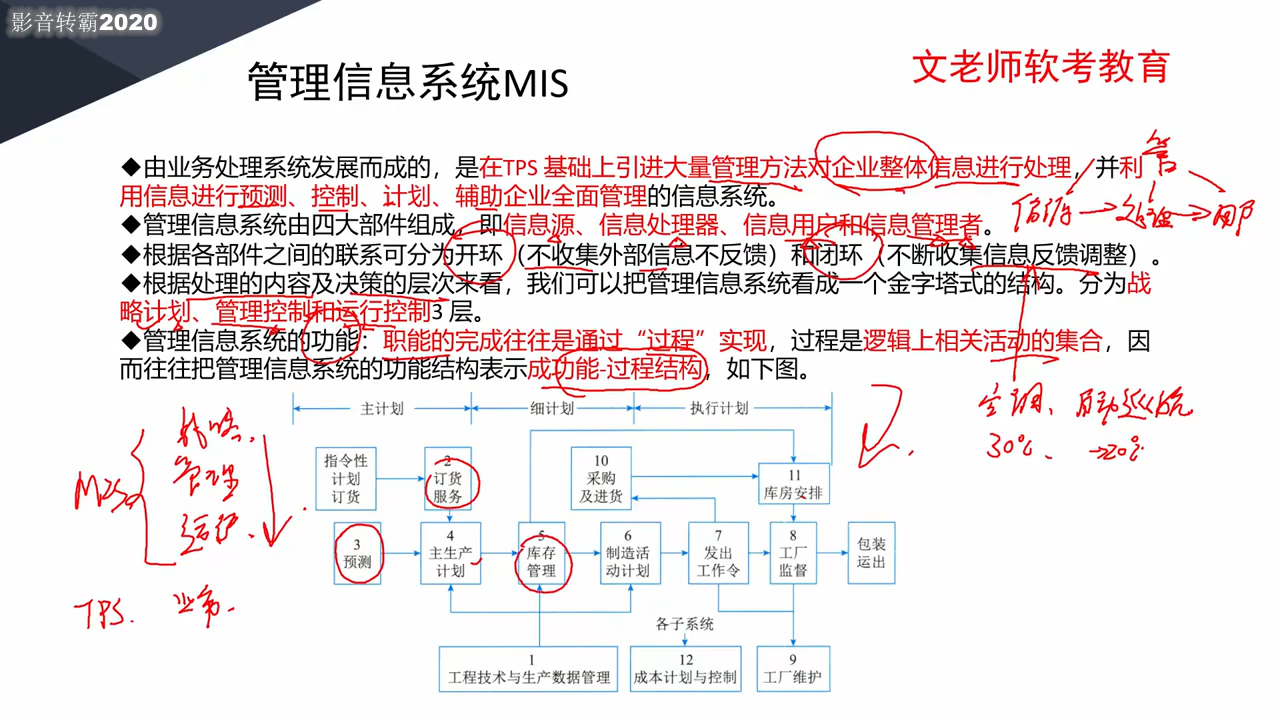 影音转霸2020
管理信息系统MIS
文老师软考教育
◆由业务处理系统发展而成的，是在TPS 基础上引进大量管理方法对企业整体信息进行处理，并利
用信息进行预测、控制、计划、辅助企业全面管理的信息系统。
◆管理信息系统由四大部件组成，即信息源、信息处理器、信息用户和信息管理者。
◆根据各部件之间的联系可分为开环（不收集外部信息不反馈）和闭环（不断收集信息反馈调整）。
◆根据处理的内容及决策的层次来看，我们可以把管理信息系统看成一个金字塔式的结构。分为战
略计划、管理控制和运行控制3 层。
◆管理信息系统的功能：职能的完成往往是通过“过程”实现，过程是逻辑上相关活动的集合，因
而往往把管理信息系统的功能结构表示成功能-过程结构，如下图。
主计划
细计划
执行计划
指令性
计划
订货
2
订货
服务
10
采购
及进货
11
库房安排
3
预测
4
主生产
计划
5
库存
管理
6
制造活
动计划
7
发出
工作令
8
工厂
监督
包装
运出
各子系统
1
工程技术与生产数据管理
12
成本计划与控制
9
工厂维护
管
战略
管理
运行
MIS
TPS. 业务.
空调、
30℃、→20℃